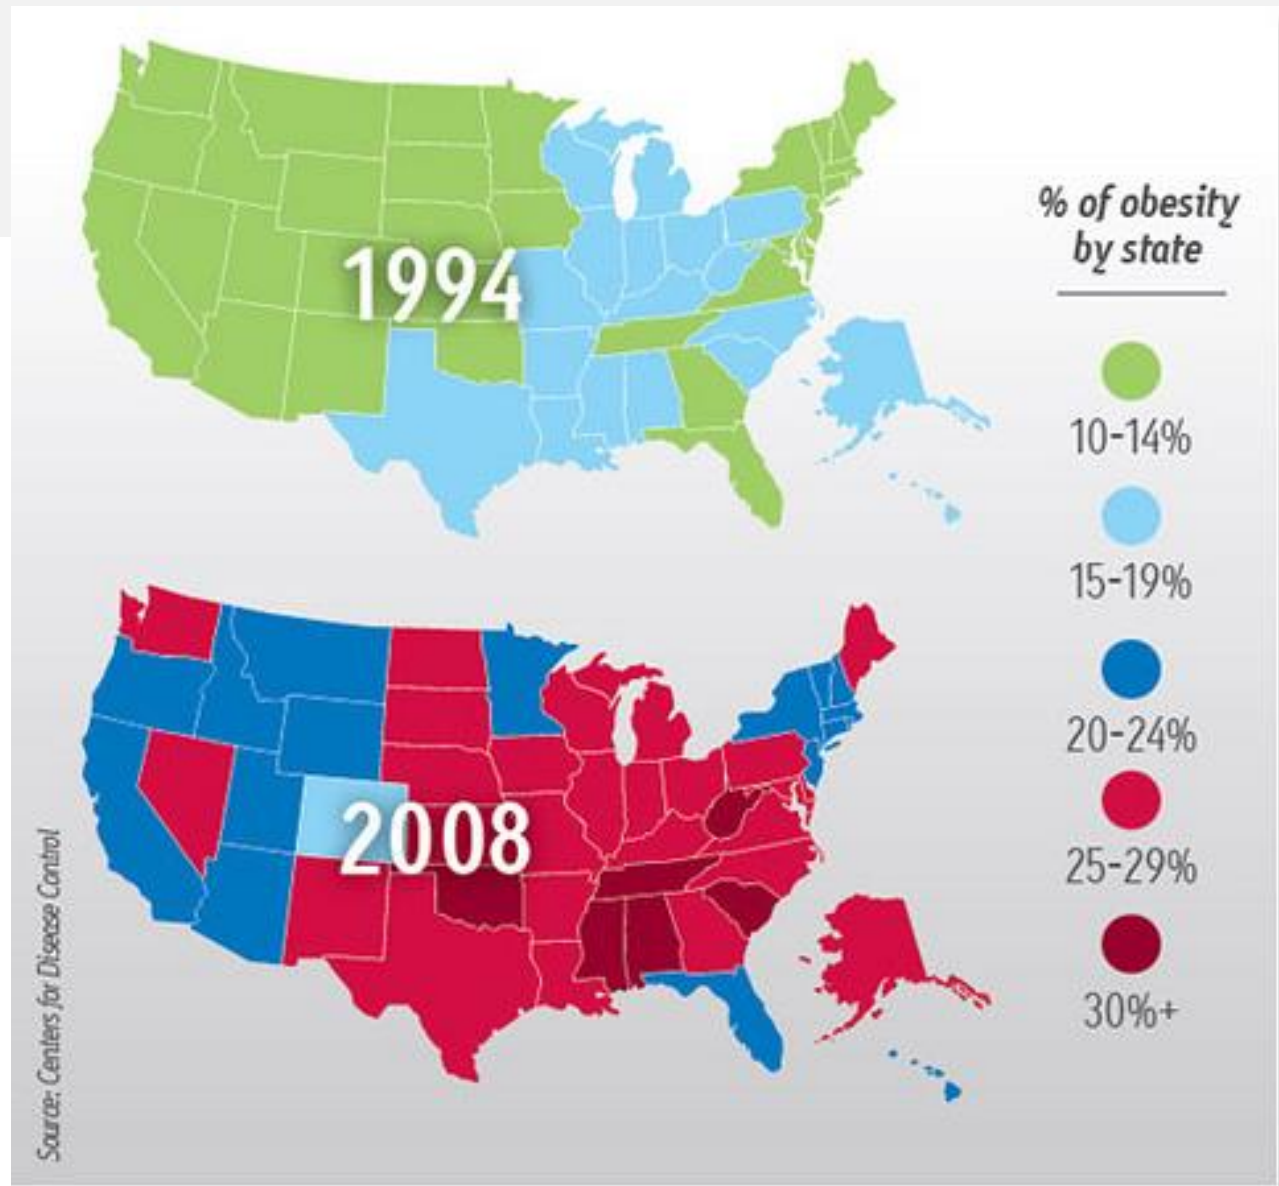 1994
% of obesity
by state
10-14%
15-19%
2008
20-24%
25-29%
30%+
Source: Centers for Disease Control